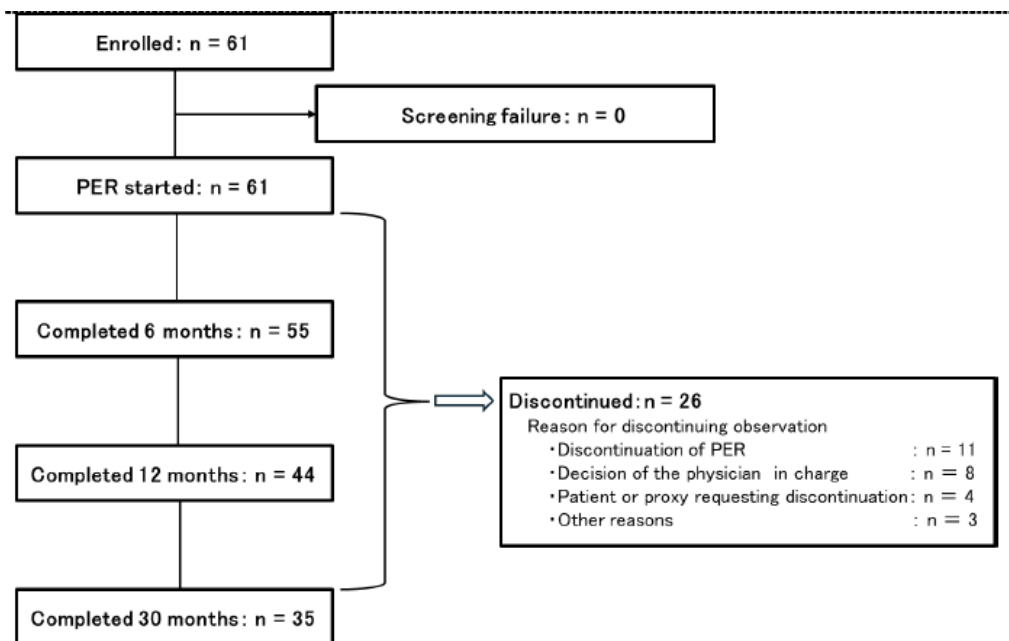 Enrolled: n = 61
Screening failure: n = 0
PER started: n = 61
Completed 6 months: n = 55
Discontinued: n = 26
Reason for discontinuing observation
・Discontinuation of PER : n = 11
・Decision of the physician in charge : n = 8
・Patient or proxy requesting discontinuation: n = 4
・Other reasons : n = 3
Completed 12 months: n = 44
Completed 30 months: n = 35